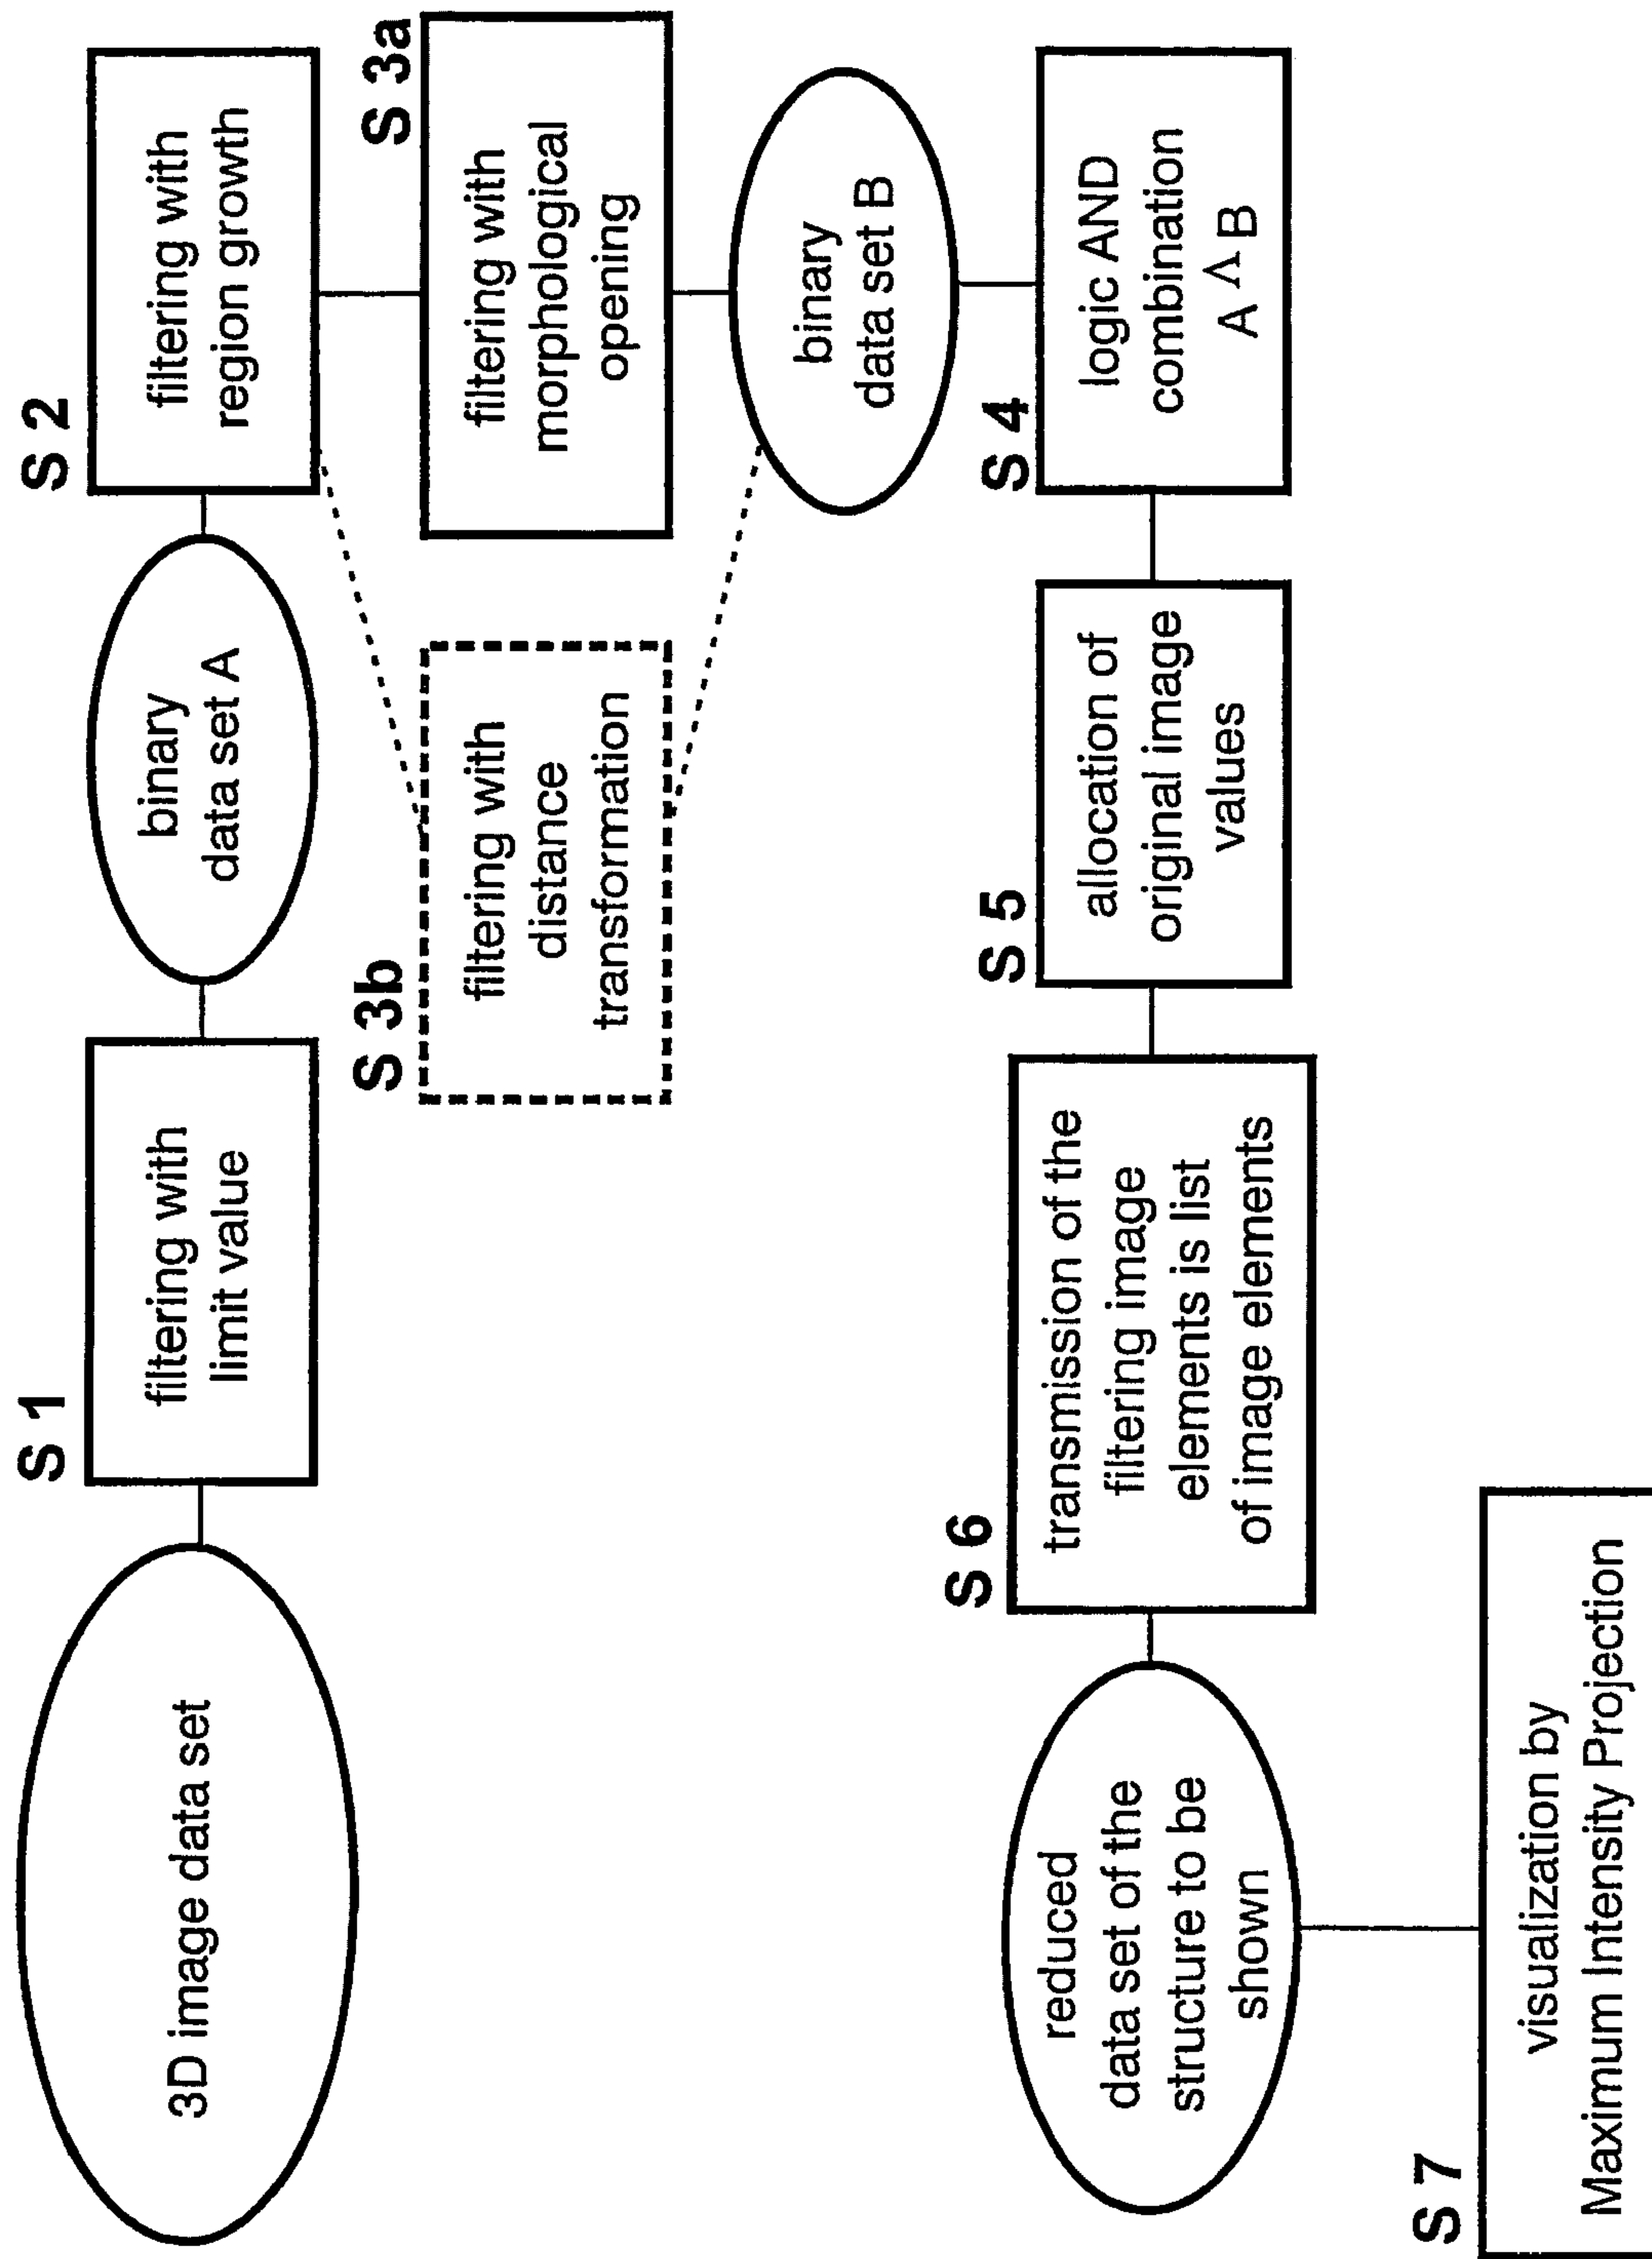 3D image data set
S 1
filtering with
limit value
binary
data set A
S 2
filtering with
region growth
S 3a
filtering with
morphological
opening
S 3b
filtering with
distance
transformation
binary
data set B
S 4
logic AND
combination
A ^ B
S 5
allocation of
original image
values
S 6
transmission of the
filtering image
elements is list
of image elements
reduced
data set of the
structure to be
shown
S 7
visualization by
Maximum Intensity Projection